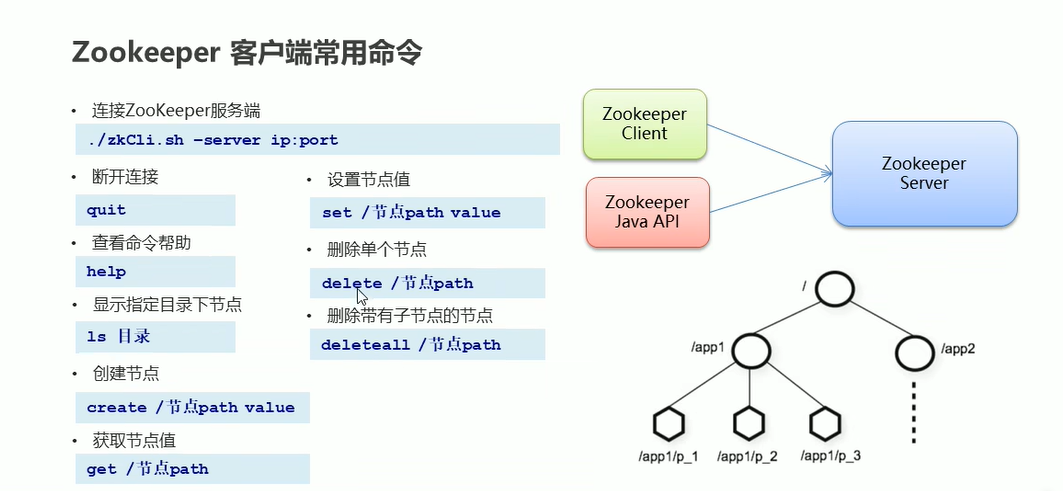 Zookeeper 客户端常用命令
• 连接ZooKeeper服务端
./zkCli.sh –server ip:port
• 断开连接
quit
• 查看命令帮助
help
• 显示指定目录下节点
ls 目录
• 创建节点
create /节点path value
• 获取节点值
get /节点path
• 设置节点值
set /节点path value
• 删除单个节点
delete /节点path
• 删除带有子节点的节点
deleteall /节点path
Zookeeper
Client
Zookeeper
Java API
Zookeeper
Server
/
/app1
/app2
/app1/p_1
/app1/p_2
/app1/p_3